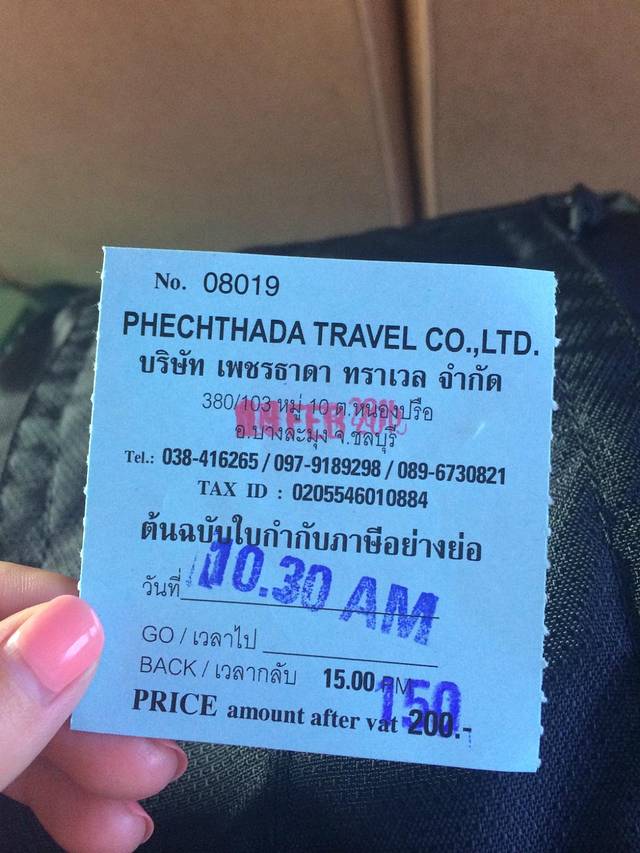 No. 08019
PHECHTHADA TRAVEL CO.,LTD.
บริษัท เพชรธาดา ทราเวล จำกัด
380/103 หมู่ 10 ต.หนองปรือ
FEB
อ.บางละมุง จ.ชลบุรี
Tel.: 038-416265 / 097-9189298 / 089-6730821
TAX ID : 0205546010884
ต้นฉบับใบกำกับภาษีอย่างย่อ
วันที่
10.30 AM
GO / เวลาไป
BACK / เวลากลับ 15.00 PM
150
PRICE amount after vat 200.-